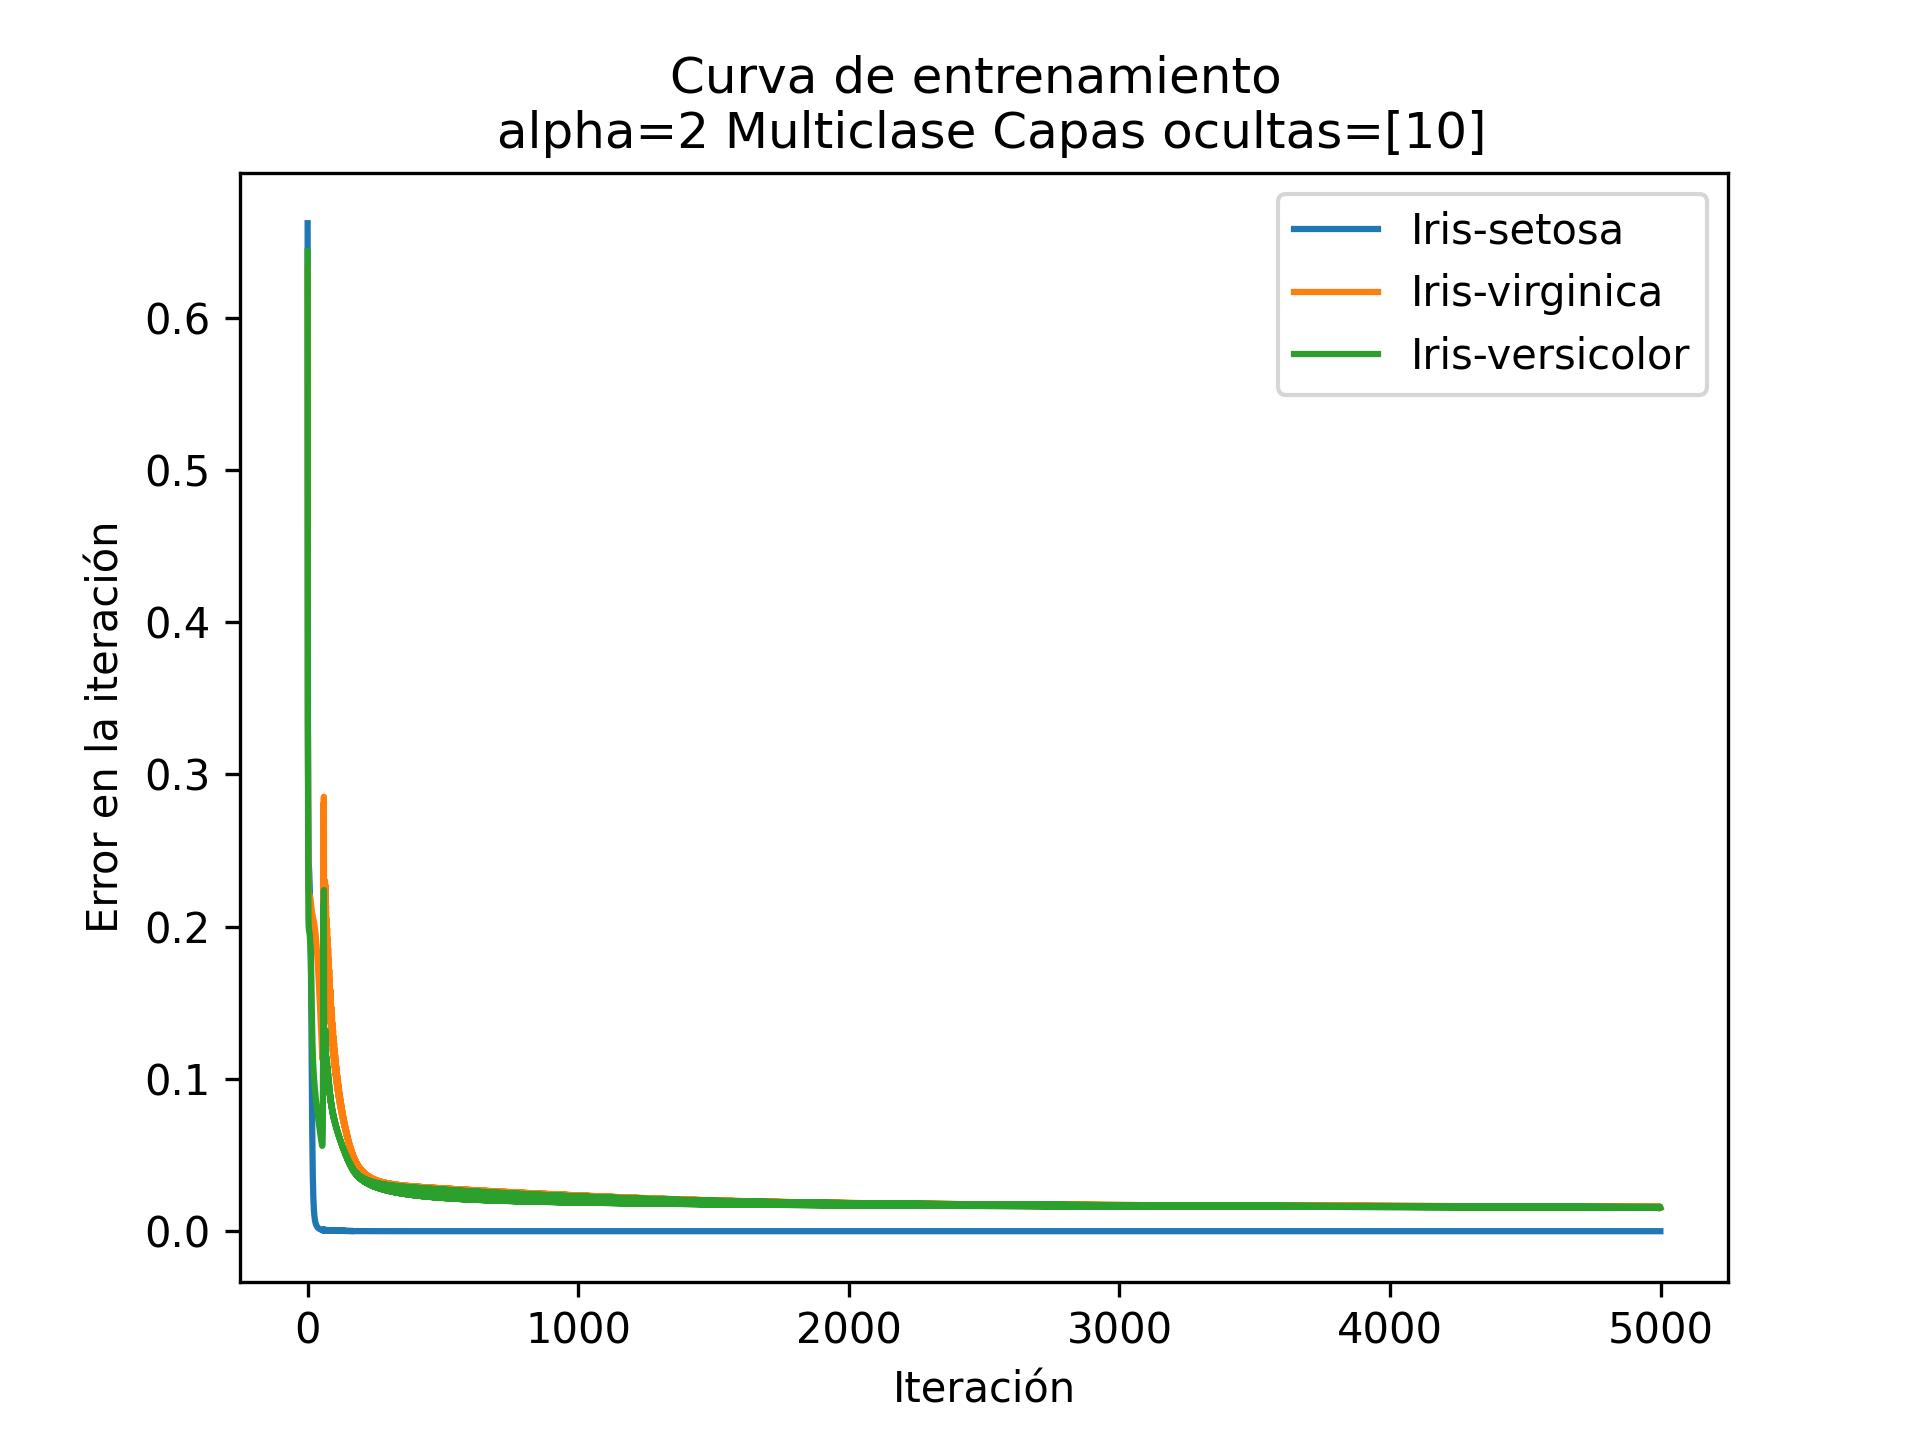 Curva de entrenamiento
alpha=2 Multiclase Capas ocultas=[10]
Iris-setosa
Iris-virginica
Iris-versicolor
Error en la iteración
0.6
0.5
0.4
0.3
0.2
0.1
0.0
0 1000 2000 3000 4000 5000
Iteración